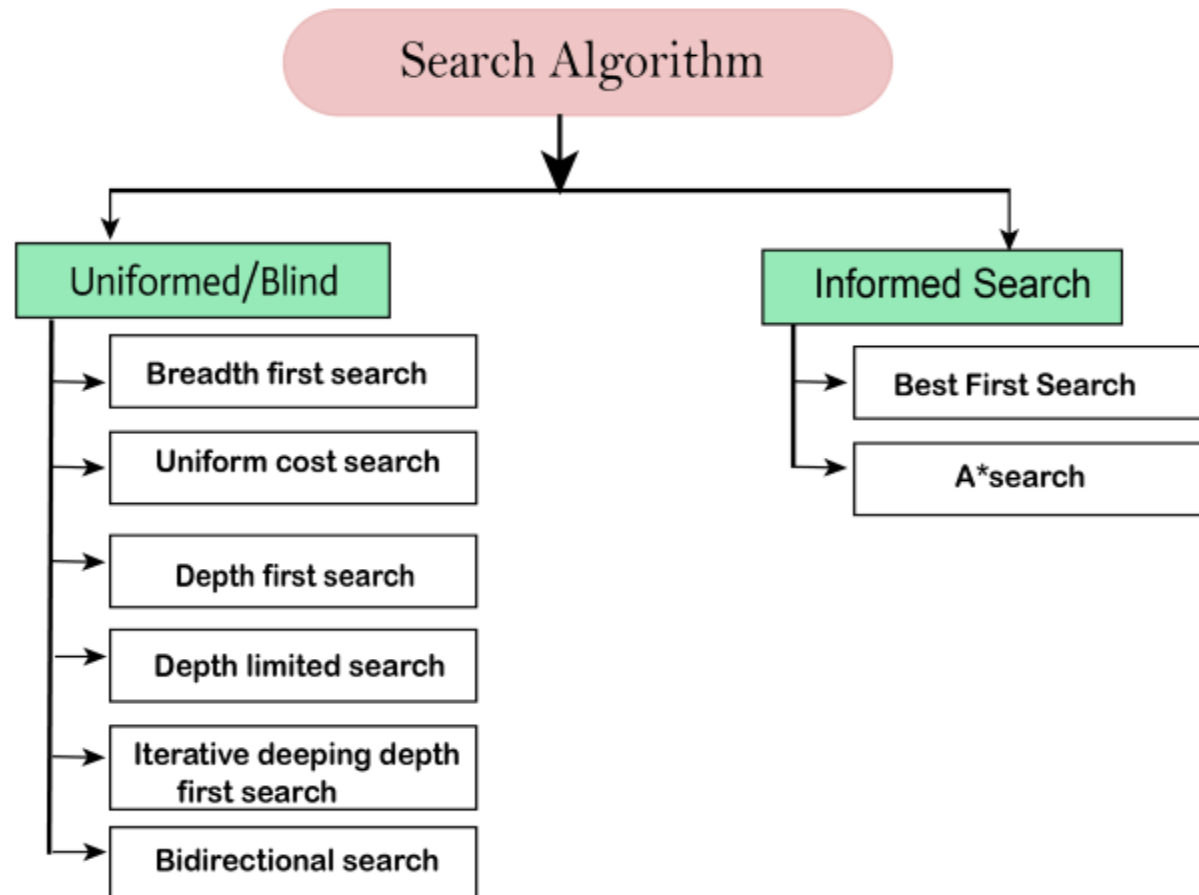 Search Algorithm
Uniformed/Blind
Breadth first search
Uniform cost search
Depth first search
Depth limited search
Iterative deeping depth
first search
Bidirectional search
Informed Search
Best First Search
A*search